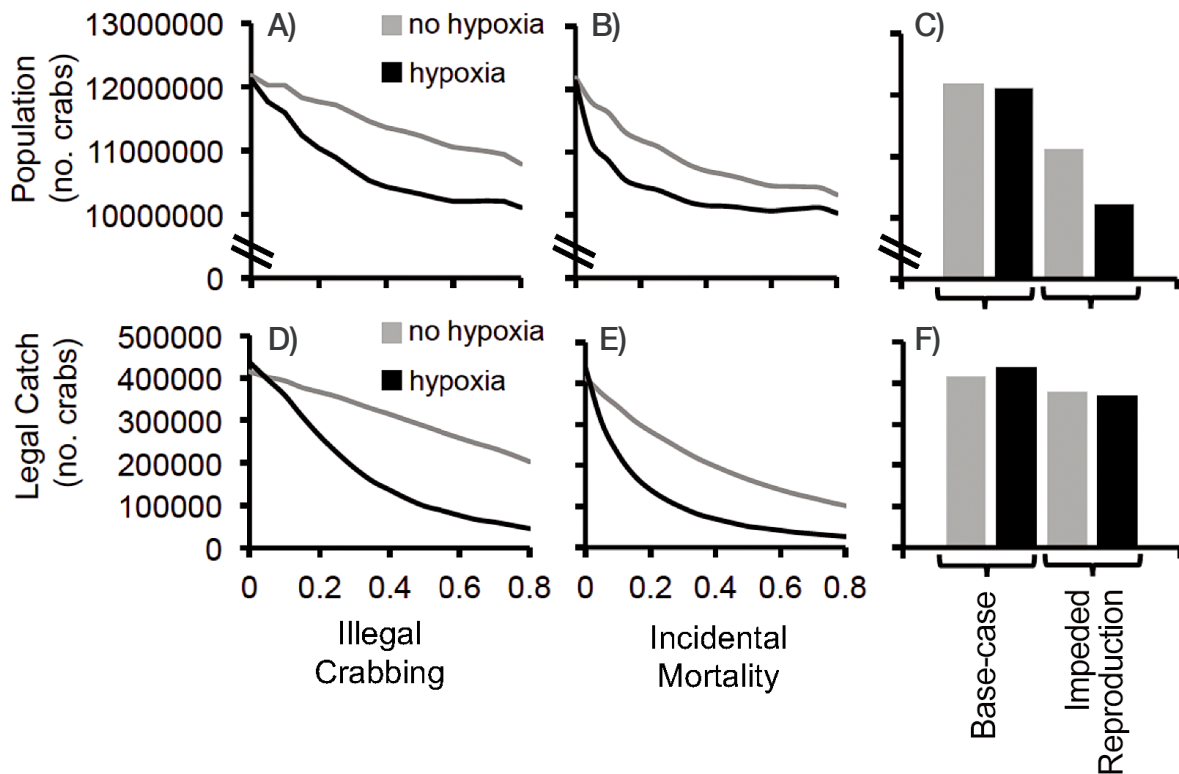 A)
no hypoxia
hypoxia
B)
C)
Population
(no. crabs)
13000000
12000000
11000000
10000000
0
D)
no hypoxia
hypoxia
E)
F)
Legal Catch
(no. crabs)
500000
400000
300000
200000
100000
0
0 0.2 0.4 0.6 0.8
0 0.2 0.4 0.6 0.8
Illegal
Crabbing
Incidental
Mortality
Base-case
Impeded
Reproduction